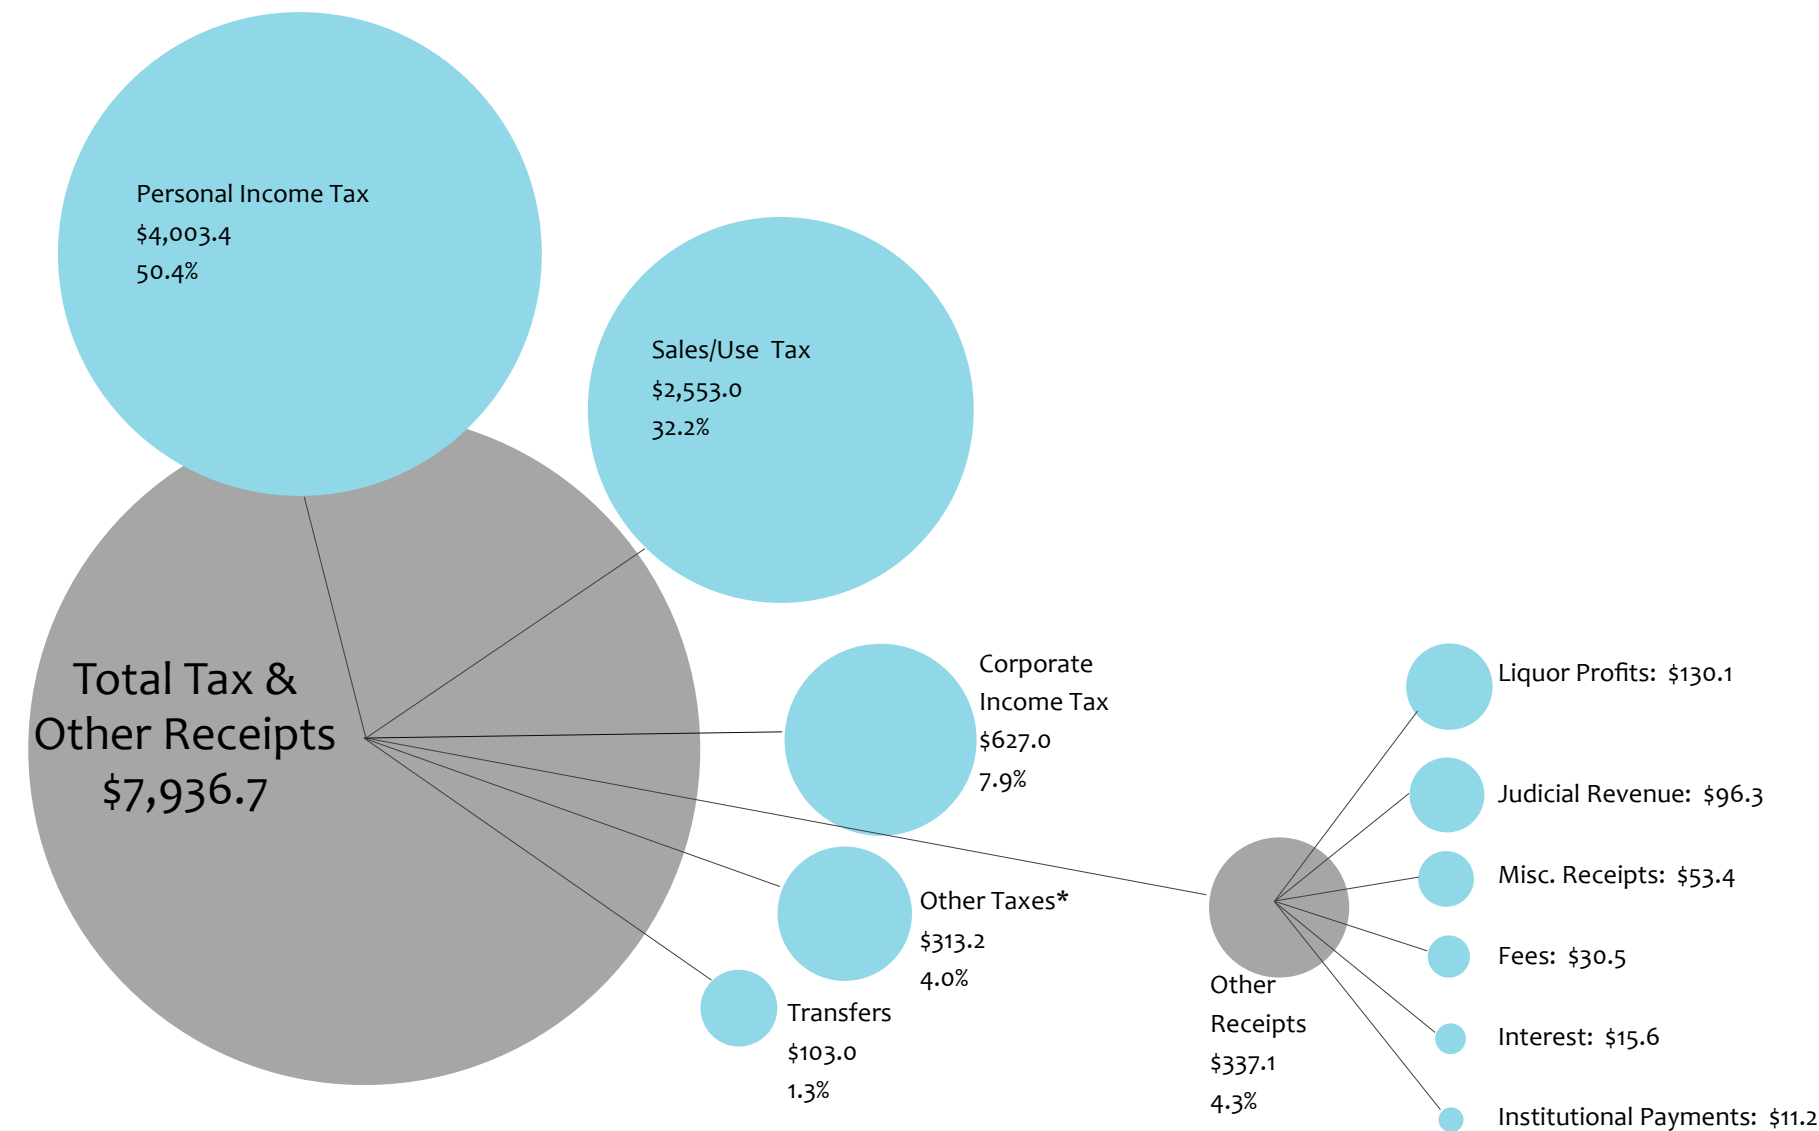 Personal Income Tax
$4,003.4
50.4%
Sales/Use Tax
$2,553.0
32.2%
Total Tax &
Other Receipts
$7,936.7
Corporate
Income Tax
$627.0
7.9%
Other Taxes*
$313.2
4.0%
Transfers
$103.0
1.3%
Other
Receipts
$337.1
4.3%
Liquor Profits: $130.1
Judicial Revenue: $96.3
Misc. Receipts: $53.4
Fees: $30.5
Interest: $15.6
Institutional Payments: $11.2